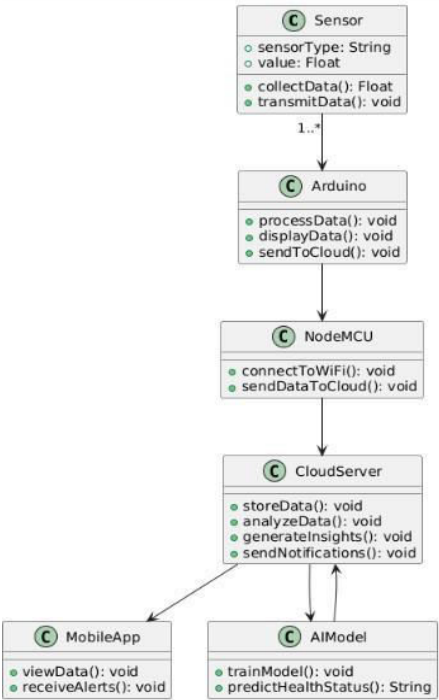 C Sensor
sensorType: String
value: Float
collectData(): Float
transmitData(): void
1..*
C Arduino
processData(): void
displayData(): void
sendToCloud(): void
C NodeMCU
connectToWiFi(): void
sendDataToCloud(): void
C CloudServer
storeData(): void
analyzeData(): void
generateInsights(): void
sendNotifications(): void
C MobileApp
viewData(): void
receiveAlerts(): void
C AIModel
trainModel(): void
predictHealthStatus(): String